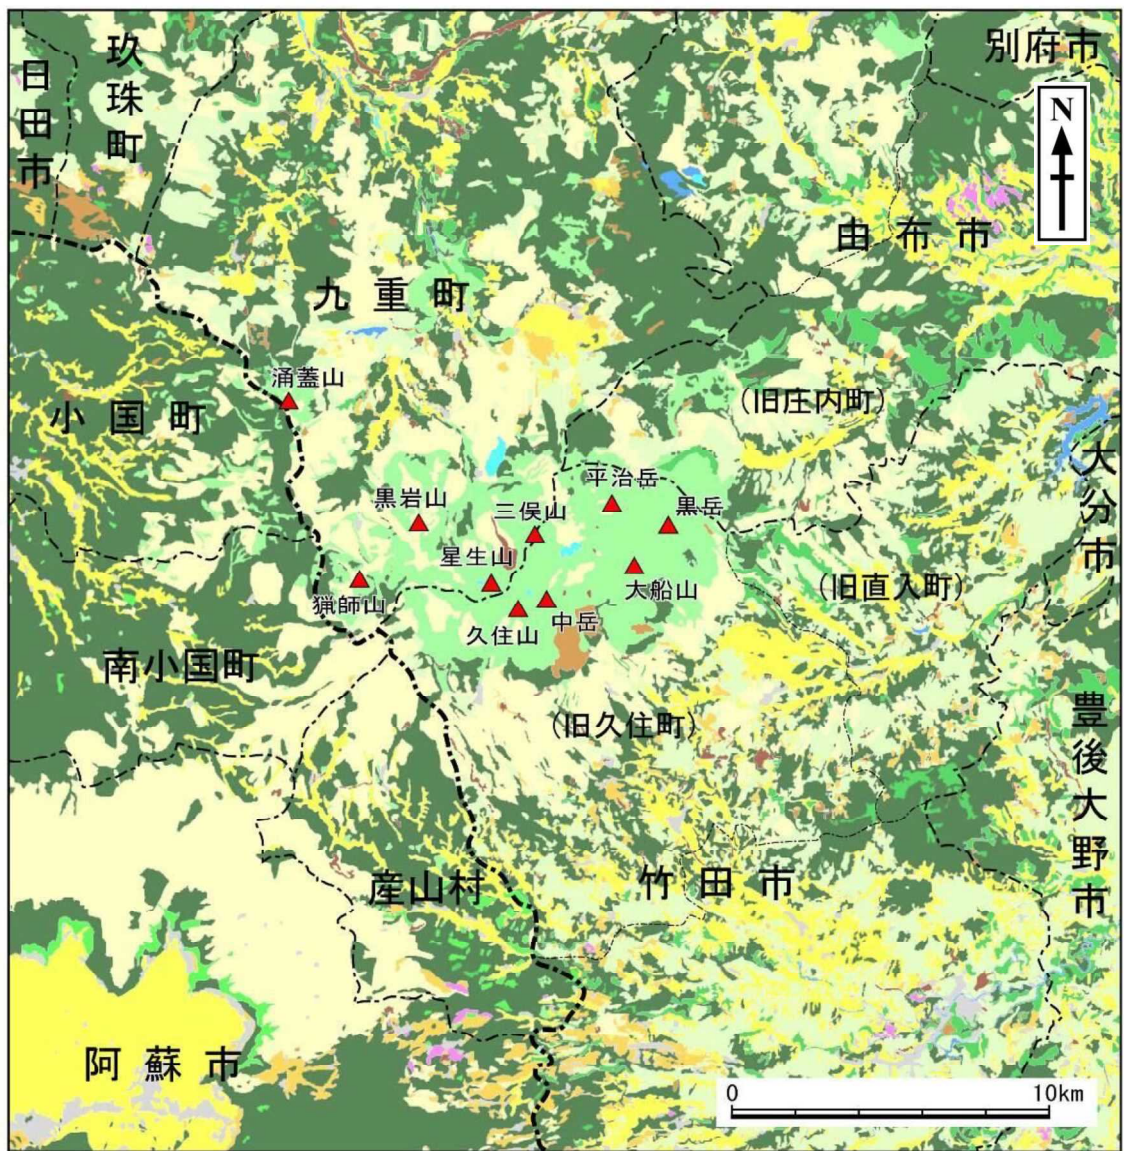 別府市
玖珠町
日田市
N
由布市
九重町
涌蓋山
小国町
(旧庄内町)
大分市
平治岳
黒岩山
三俣山
黒岳
星生山
大船山
(旧直入町)
猟師山
中岳
久住山
南小国町
(旧久住町)
豊後大野市
産山村
竹田市
阿蘇市
0 10km